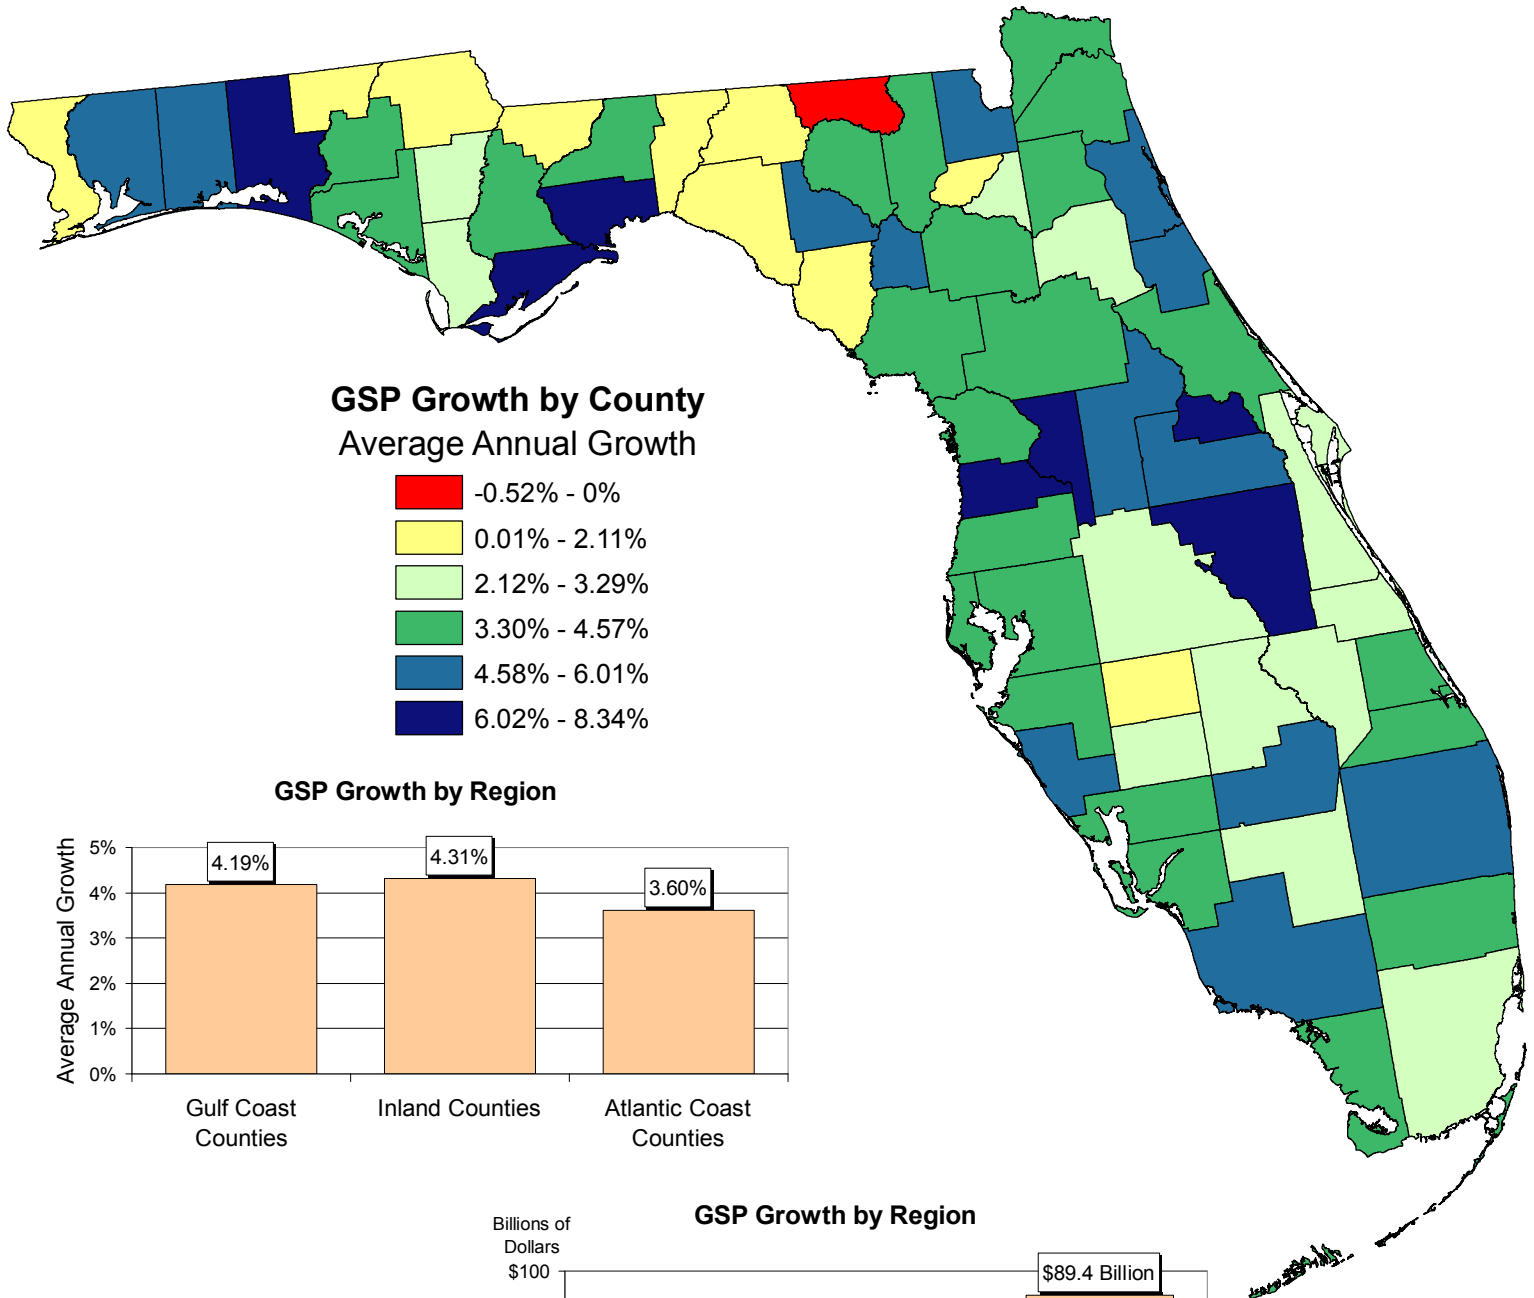 GSP Growth by County
Average Annual Growth
-0.52% - 0%
0.01% - 2.11%
2.12% - 3.29%
3.30% - 4.57%
4.58% - 6.01%
6.02% - 8.34%
GSP Growth by Region
Average Annual Growth
5%
4%
3%
2%
1%
0%
4.19%
4.31%
3.60%
Gulf Coast
Counties
Inland Counties
Atlantic Coast
Counties
GSP Growth by Region
Billions of
Dollars
$100
$89.4 Billion